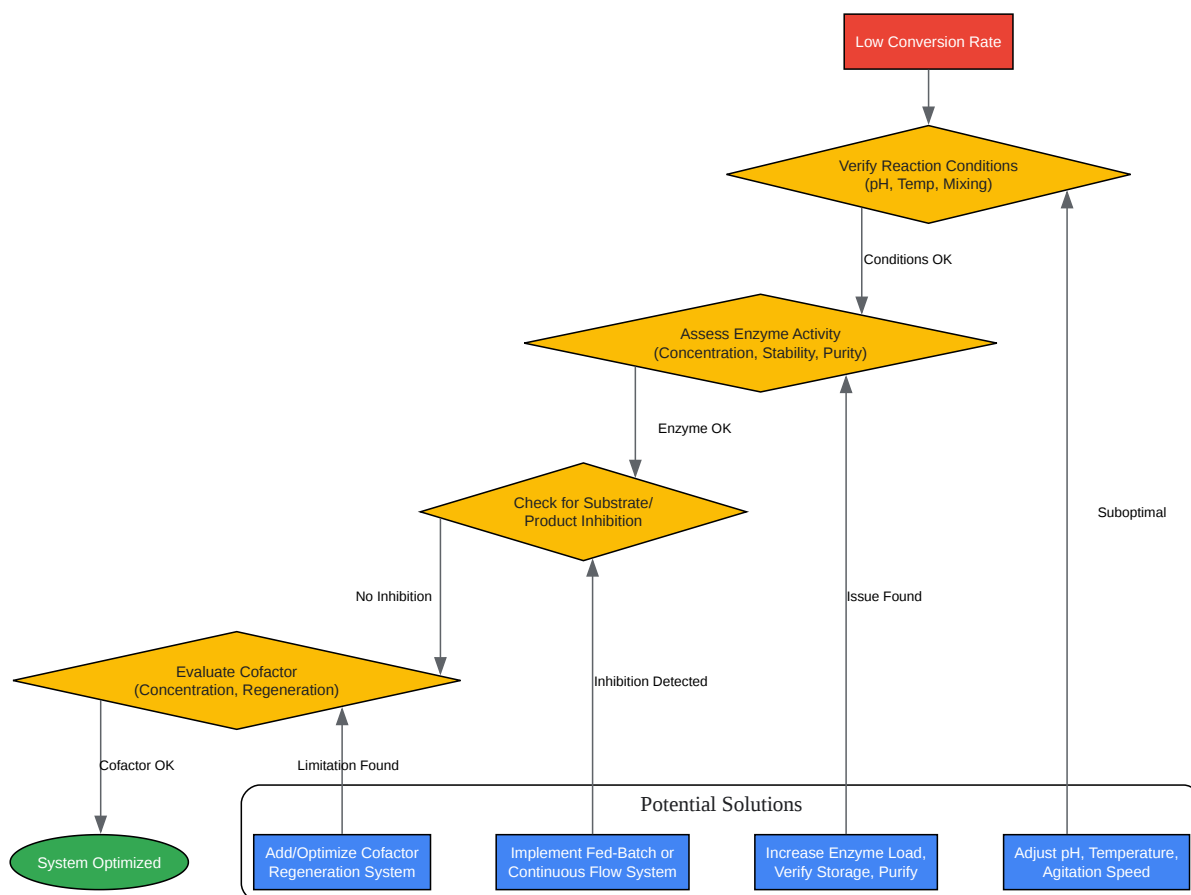 Low Conversion Rate
Verify Reaction Conditions
(pH, Temp, Mixing)
Conditions OK
Assess Enzyme Activity
(Concentration, Stability, Purity)
Enzyme OK
Check for Substrate/
Product Inhibition
Suboptimal
No Inhibition
Issue Found
Evaluate Cofactor
(Concentration, Regeneration)
Inhibition Detected
Cofactor OK
Limitation Found
Potential Solutions
System Optimized
Add/Optimize Cofactor
Regeneration System
Implement Fed-Batch or
Continuous Flow System
Increase Enzyme Load,
Verify Storage, Purify
Adjust pH, Temperature,
Agitation Speed